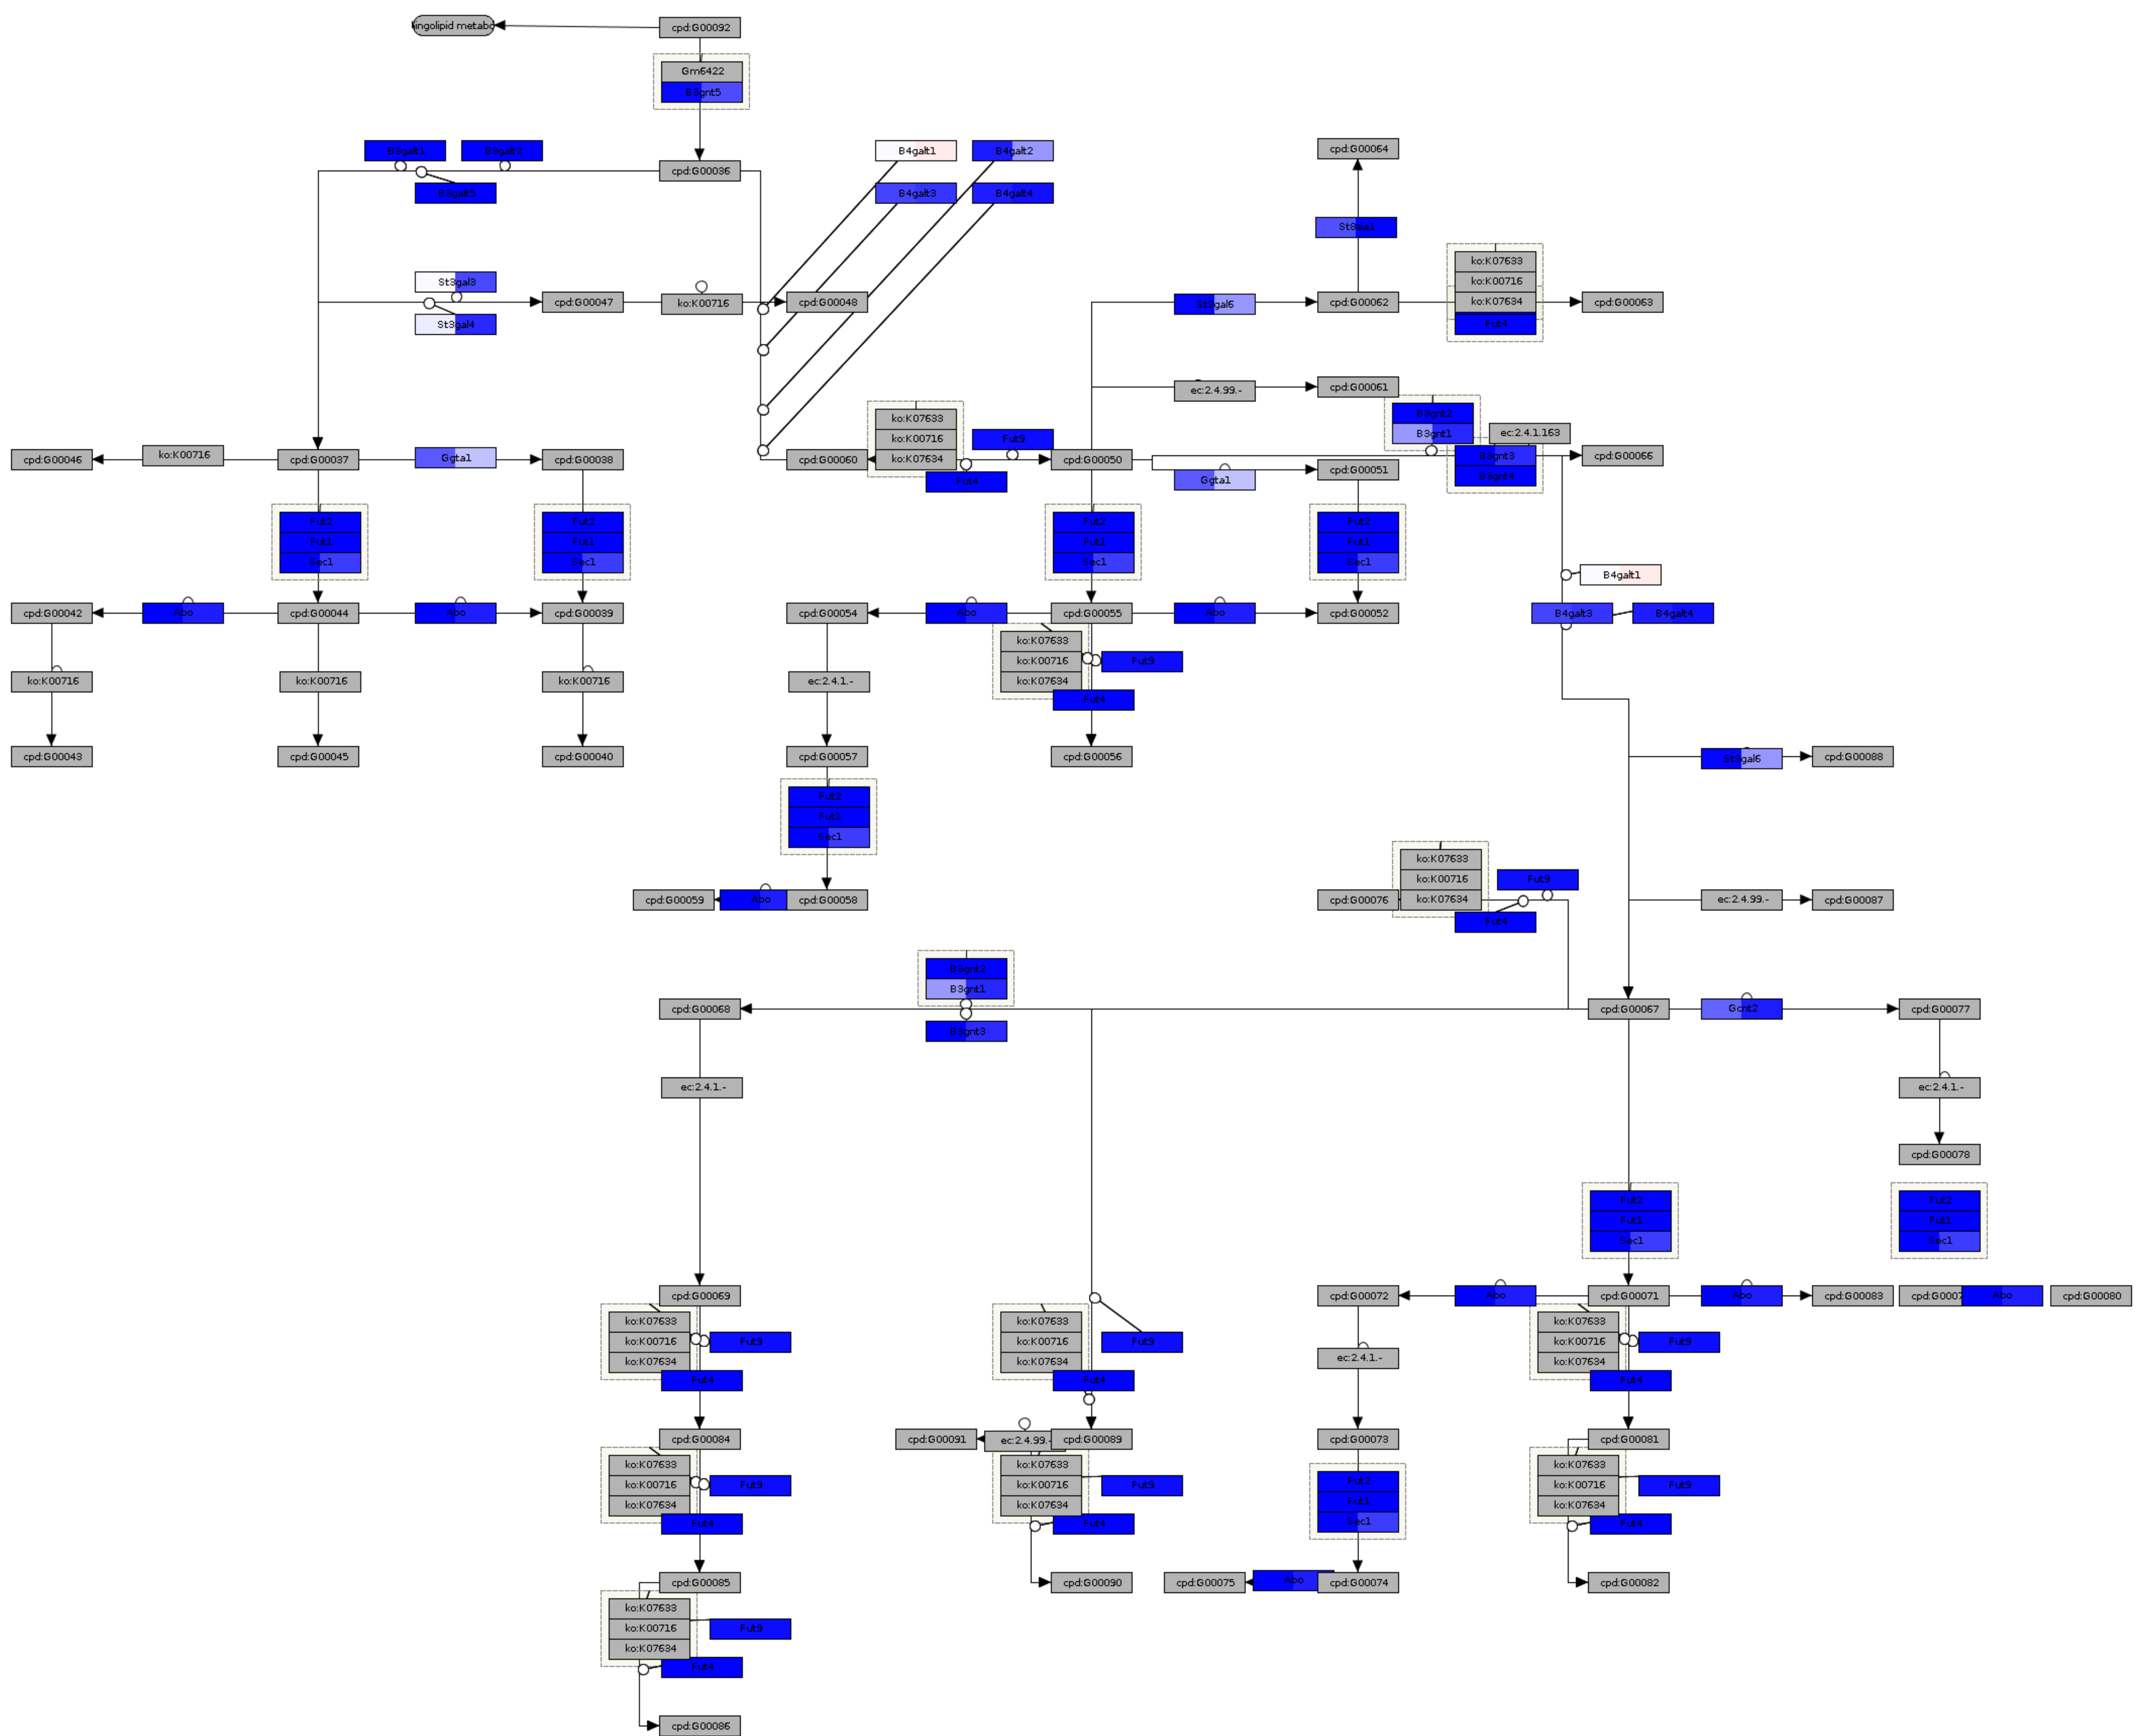 ingolipid metabo
cpd:G00092
Gm6422
B3gnt5
B3galt1
B3galt2
B4galt1
B4galt2
cpd:G00064
cpd:G00036
B3galt5
B4galt3
B4galt4
St8sia1
ko:K07633
St3gal3
ko:K00716
cpd:G00047
ko:K00716
cpd:G00048
St3gal6
cpd:G00062
ko:K07634
cpd:G00063
St3gal4
Fut4
ec:2.4.99.-
cpd:G00061
ko:K07633
B3gnt2
ko:K00716
Fut9
B3gnt1
ec:2.4.1.163
cpd:G00046
ko:K00716
cpd:G00037
Ggta1
cpd:G00038
cpd:G00060
ko:K07634
cpd:G00050
cpd:G00051
B3gnt3
cpd:G00066
Fut4
Ggta1
B3gnt4
Fut2
Fut2
Fut2
Fut2
Fut1
Fut1
Fut1
Fut1
Sec1
Sec1
Sec1
Sec1
B4galt1
cpd:G00042
Abo
cpd:G00044
Abo
cpd:G00039
cpd:G00054
Abo
cpd:G00055
Abo
cpd:G00052
B4galt3
B4galt4
ko:K07633
ko:K00716
Fut9
ko:K00716
ko:K00716
ko:K00716
ec:2.4.1.-
ko:K07634
Fut4
cpd:G00043
cpd:G00045
cpd:G00040
cpd:G00057
cpd:G00056
St3gal6
cpd:G00088
Fut2
Fut1
Sec1
ko:K07633
ko:K00716
Fut9
cpd:G00059
Abo
cpd:G00058
cpd:G00076
ko:K07634
ec:2.4.99.-
cpd:G00087
Fut4
B3gnt2
B3gnt1
cpd:G00068
cpd:G00067
Gcnt2
cpd:G00077
B3gnt3
ec:2.4.1.-
ec:2.4.1.-
cpd:G00078
Fut2
Fut2
Fut1
Fut1
Sec1
Sec1
cpd:G00069
cpd:G00072
Abo
cpd:G00071
Abo
cpd:G00083
cpd:G0007
Abo
cpd:G00080
ko:K07633
ko:K07633
ko:K07633
ko:K00716
Fut9
ko:K00716
Fut9
ko:K00716
Fut9
ko:K07634
ko:K07634
ec:2.4.1.-
ko:K07634
Fut4
Fut4
Fut4
cpd:G00084
cpd:G00091
ec:2.4.99.-
cpd:G00089
cpd:G00073
cpd:G00081
ko:K07633
ko:K07633
ko:K07633
ko:K00716
Fut9
ko:K00716
Fut9
Fut2
ko:K00716
Fut9
ko:K07634
ko:K07634
Fut1
ko:K07634
Fut4
Fut4
Sec1
Fut4
cpd:G00085
cpd:G00090
cpd:G00075
Abo
cpd:G00074
cpd:G00082
ko:K07633
ko:K00716
Fut9
ko:K07634
Fut4
cpd:G00086